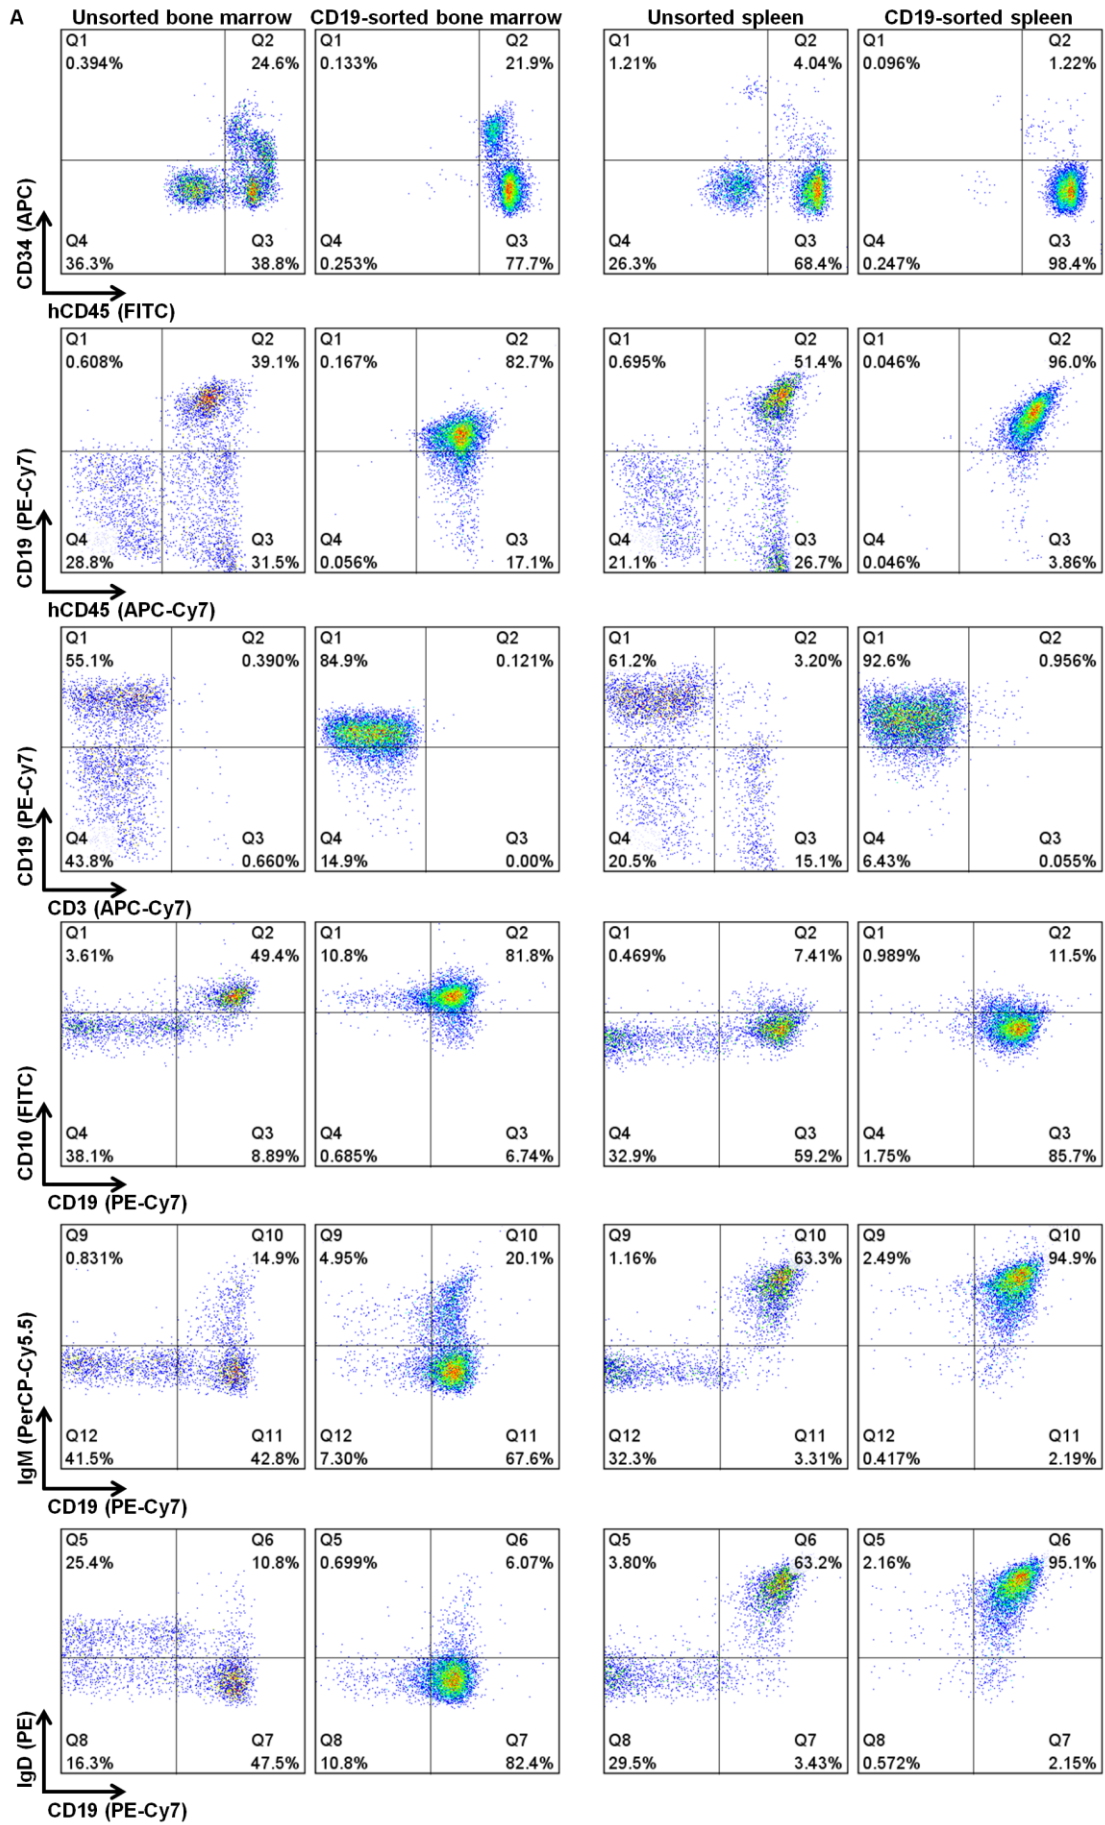 A
Unsorted bone marrow CD19-sorted bone marrow Unsorted spleen CD19-sorted spleen
Q1 Q2 Q1 Q2 Q1 Q2 Q1 Q2
0.394% 24.6% 0.133% 21.9% 1.21% 4.04% 0.096% 1.22%
Q4 Q3 Q4 Q3 Q4 Q3 Q4 Q3
36.3% 38.8% 0.253% 77.7% 26.3% 68.4% 0.247% 98.4%
CD34 (APC)
hCD45 (FITC)
Q1 Q2 Q1 Q2 Q1 Q2 Q1 Q2
0.608% 39.1% 0.167% 82.7% 0.695% 51.4% 0.046% 96.0%
Q4 Q3 Q4 Q3 Q4 Q3 Q4 Q3
28.8% 31.5% 0.056% 17.1% 21.1% 26.7% 0.046% 3.86%
CD19 (PE-Cy7)
hCD45 (APC-Cy7)
Q1 Q2 Q1 Q2 Q1 Q2 Q1 Q2
55.1% 0.390% 84.9% 0.121% 61.2% 3.20% 92.6% 0.956%
Q4 Q3 Q4 Q3 Q4 Q3 Q4 Q3
43.8% 0.660% 14.9% 0.00% 20.5% 15.1% 6.43% 0.055%
CD19 (PE-Cy7)
CD3 (APC-Cy7)
Q1 Q2 Q1 Q2 Q1 Q2 Q1 Q2
3.61% 49.4% 10.8% 81.8% 0.469% 7.41% 0.989% 11.5%
Q4 Q3 Q4 Q3 Q4 Q3 Q4 Q3
38.1% 8.89% 0.685% 6.74% 32.9% 59.2% 1.75% 85.7%
CD10 (FITC)
CD19 (PE-Cy7)
Q9 Q10 Q9 Q10 Q9 Q10 Q9 Q10
0.831% 14.9% 4.95% 20.1% 1.16% 63.3% 2.49% 94.9%
Q12 Q11 Q12 Q11 Q12 Q11 Q12 Q11
41.5% 42.8% 7.30% 67.6% 32.3% 3.31% 0.417% 2.19%
IgM (PerCP-Cy5.5)
CD19 (PE-Cy7)
Q5 Q6 Q5 Q6 Q5 Q6 Q5 Q6
25.4% 10.8% 0.699% 6.07% 3.80% 63.2% 2.16% 95.1%
Q8 Q7 Q8 Q7 Q8 Q7 Q8 Q7
16.3% 47.5% 10.8% 82.4% 29.5% 3.43% 0.572% 2.15%
IgD (PE)
CD19 (PE-Cy7)